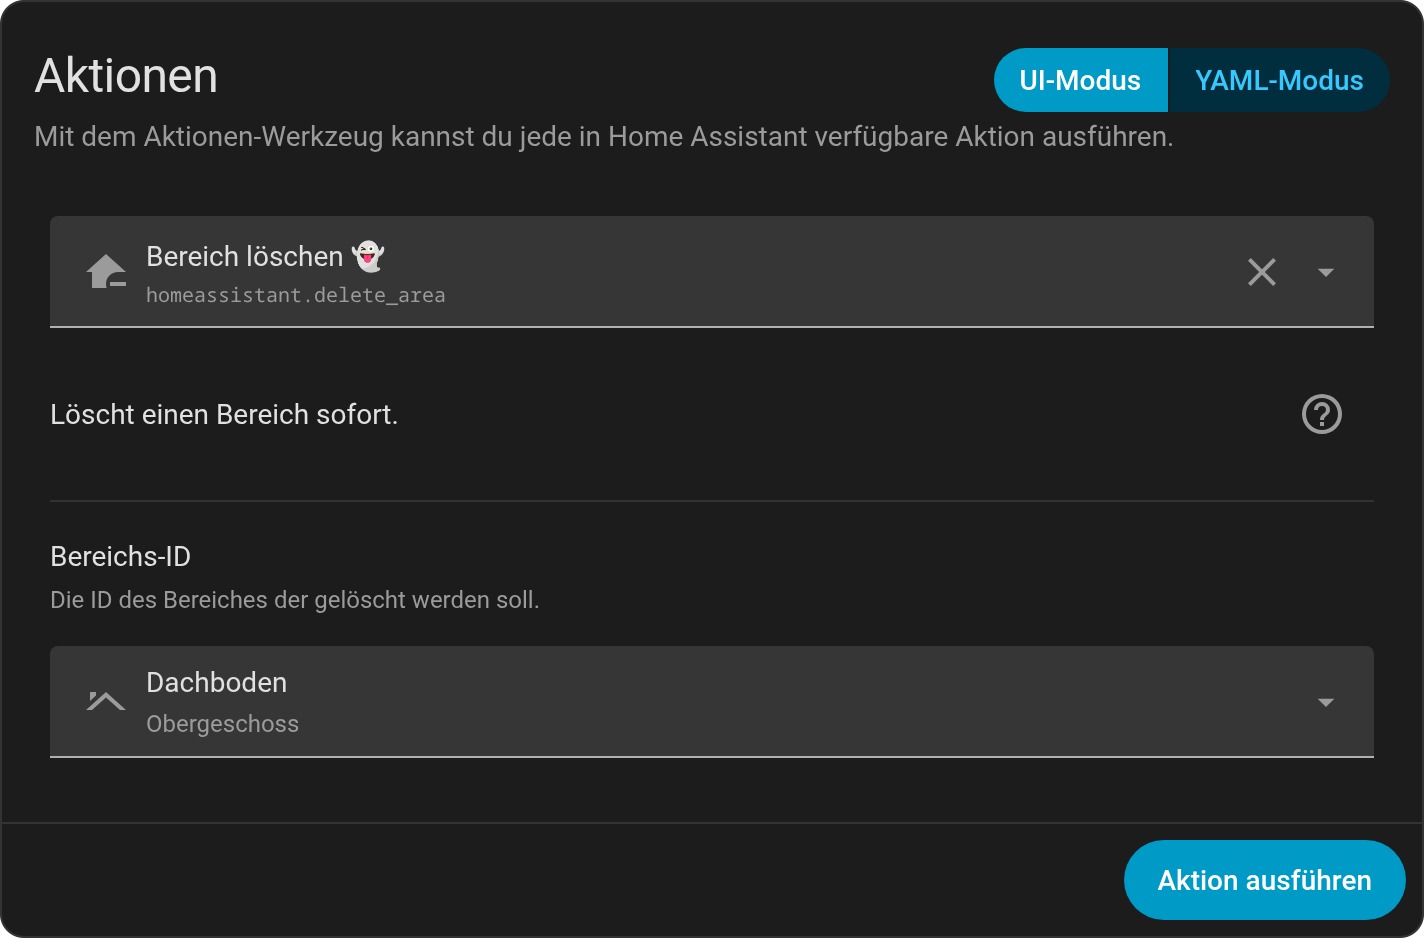 Aktionen
UI-Modus
YAML-Modus
Mit dem Aktionen-Werkzeug kannst du jede in Home Assistant verfügbare Aktion ausführen.
Bereich löschen 👻
homeassistant.delete_area
Löscht einen Bereich sofort.
Bereichs-ID
Die ID des Bereiches der gelöscht werden soll.
Dachboden
Obergeschoss
Aktion ausführen